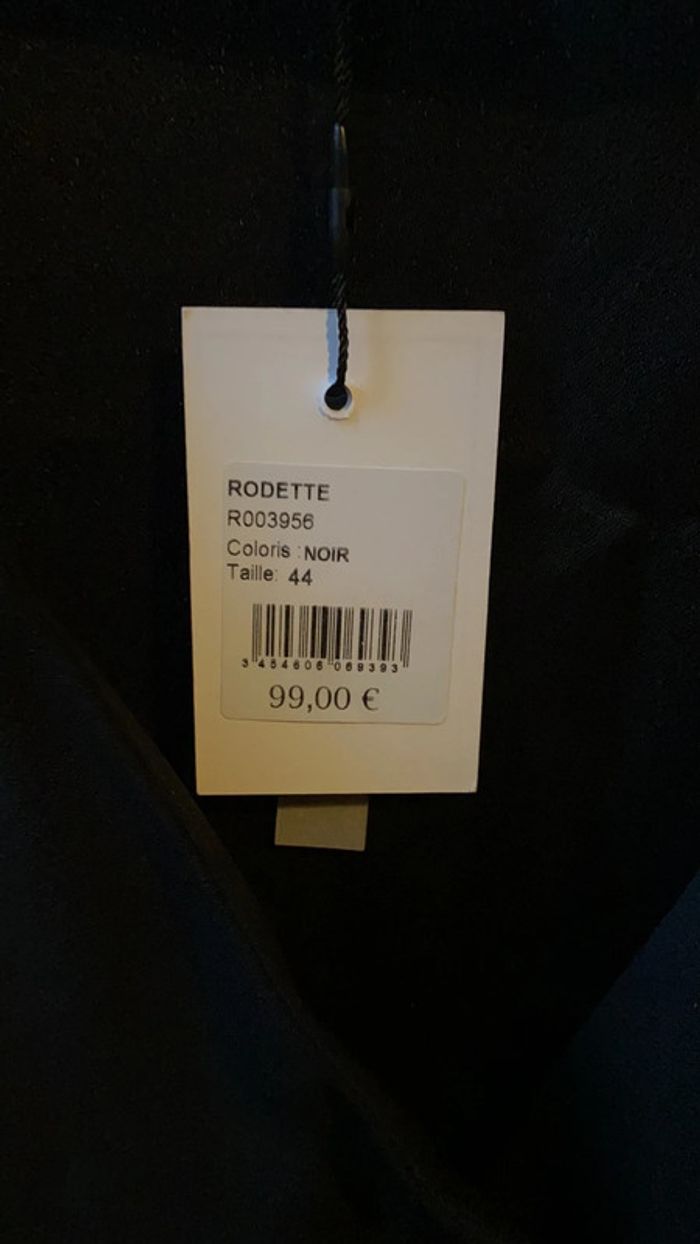 RODETTE
R003956
Coloris : NOIR
Taille: 44
3 454606 069393
99,00 €